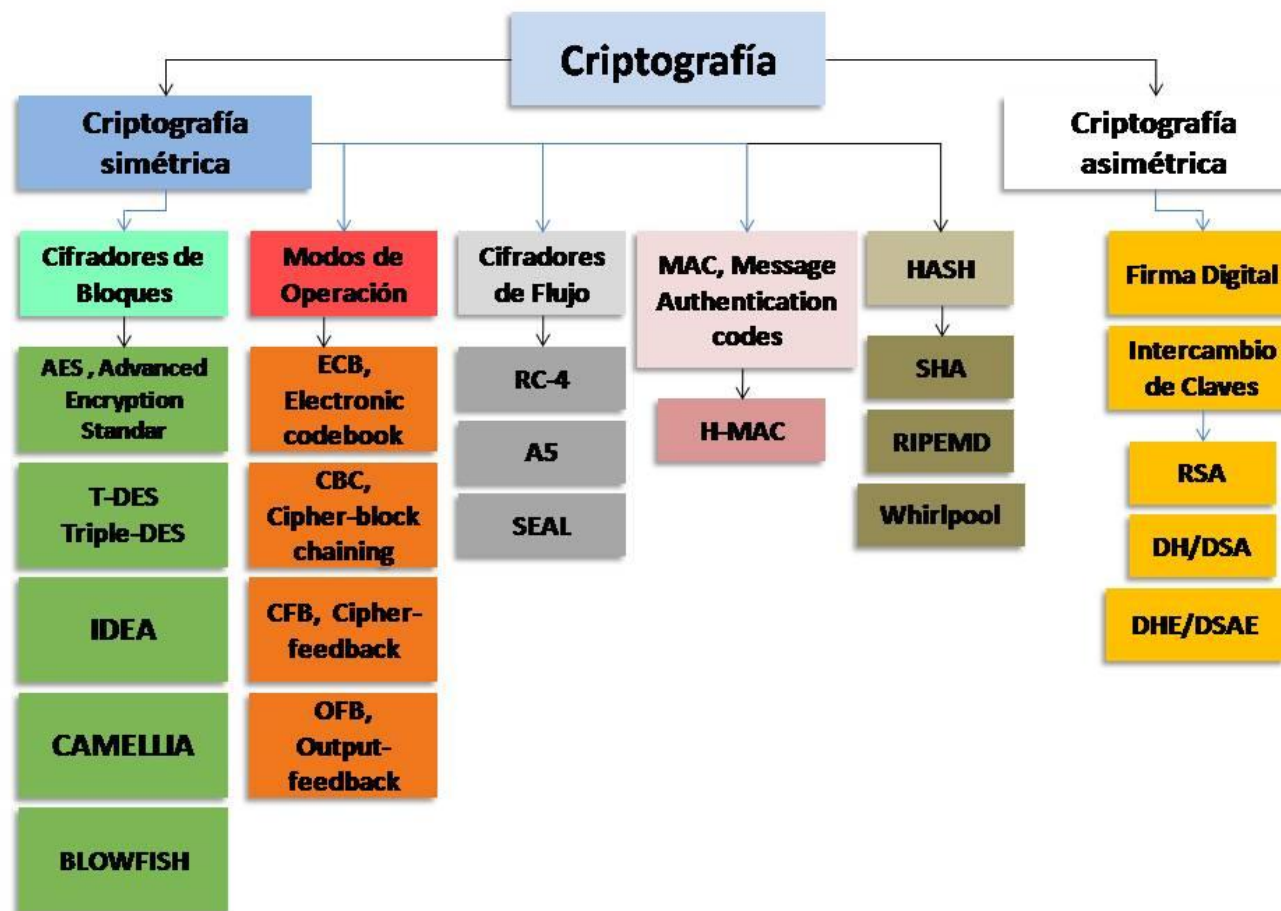 Criptografía
Criptografía
simétrica
Criptografía
asimétrica
Cifradores de
Bloques
AES , Advanced
Encryption
Standar
T-DES
Triple-DES
IDEA
CAMELLIA
BLOWFISH
Modos de
Operación
ECB,
Electronic
codebook
CBC,
Cipher-block
chaining
CFB, Cipher-
feedback
OFB,
Output-
feedback
Cifradores
de Flujo
RC-4
A5
SEAL
MAC, Message
Authentication
codes
H-MAC
HASH
SHA
RIPEMD
Whirlpool
Firma Digital
Intercambio
de Claves
RSA
DH/DSA
DHE/DSAE